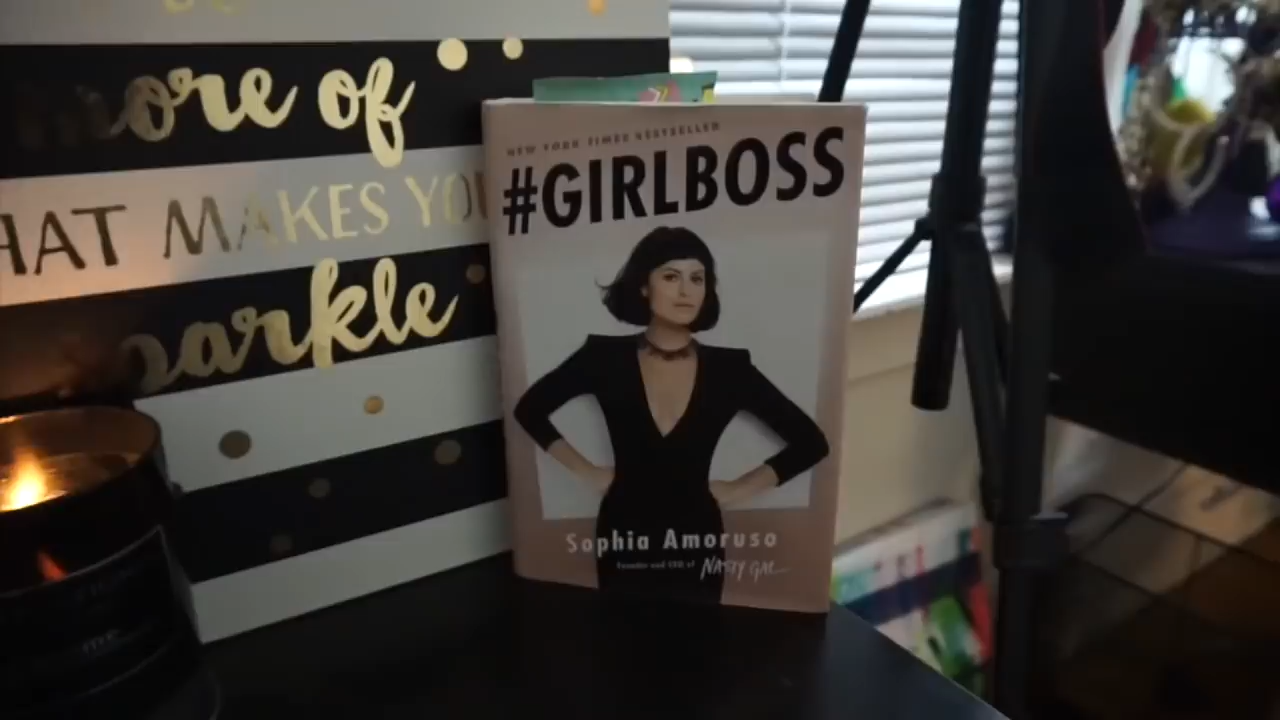 more of
HAT MAKES YOU
parkle
NEW YORK TIMES BESTSELLER
#GIRLBOSS
Sophia Amoruso
Founder and CEO of NASTY GAL